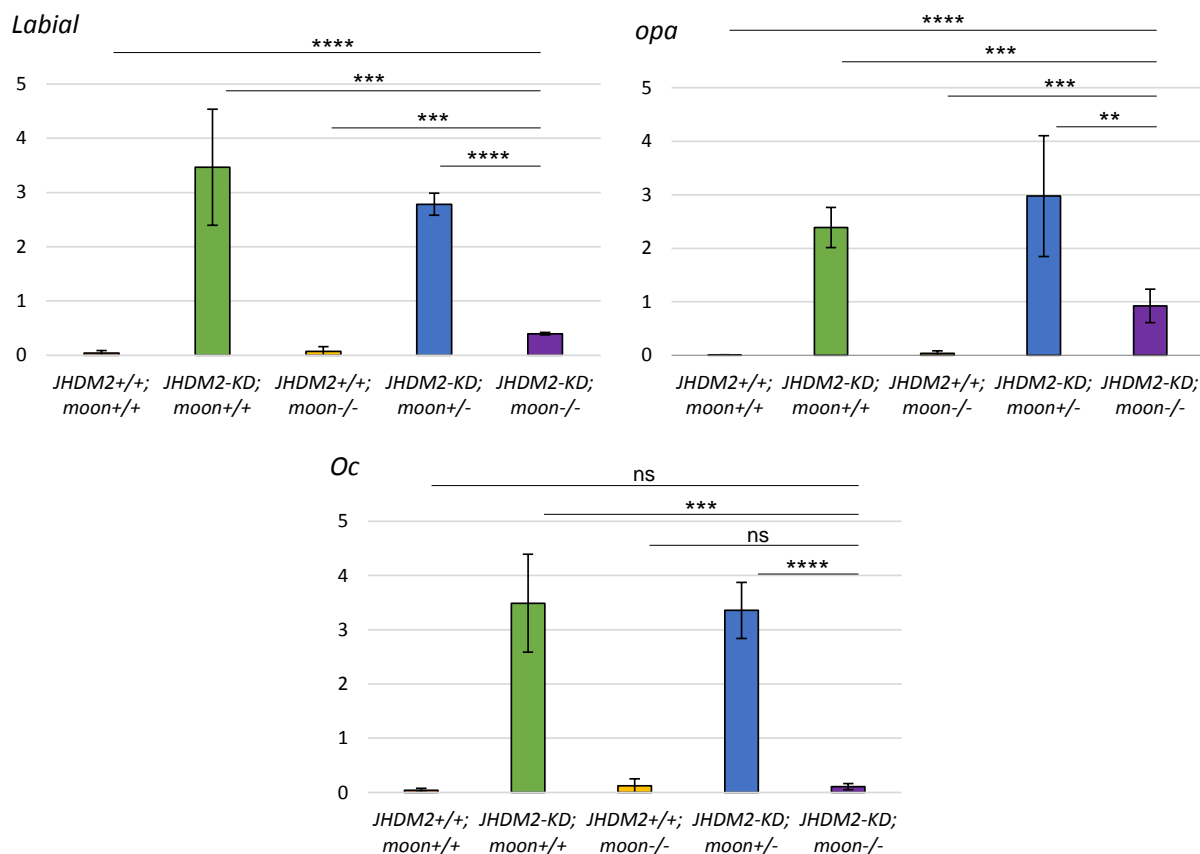 Labial
****
***
***
****
5
4
3
2
1
0
JHDM2+/+; JHDM2-KD; JHDM2+/+; JHDM2-KD; JHDM2-KD;
moon+/+ moon+/+ moon-/- moon+/- moon-/-
opa
****
***
***
**
5
4
3
2
1
0
JHDM2+/+; JHDM2-KD; JHDM2+/+; JHDM2-KD; JHDM2-KD;
moon+/+ moon+/+ moon-/- moon+/- moon-/-
Oc
ns
***
ns
****
5
4
3
2
1
0
JHDM2+/+; JHDM2-KD; JHDM2+/+; JHDM2-KD; JHDM2-KD;
moon+/+ moon+/+ moon-/- moon+/- moon-/-